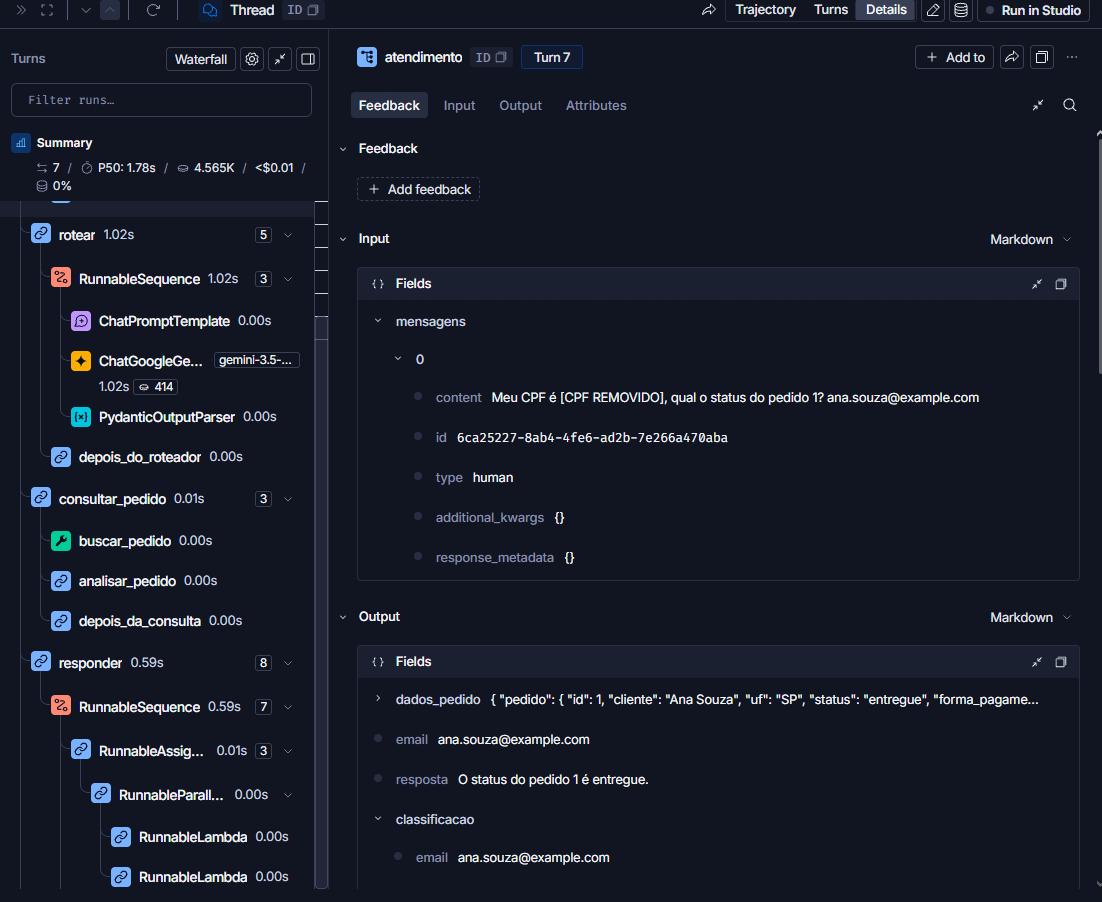 Thread
ID
Trajectory
Turns
Details
Run in Studio
Turns
Waterfall
Filter runs…
Summary
7 / P50: 1.78s / 4.565K / <$0.01 /
0%
rotear 1.02s 5
RunnableSequence 1.02s 3
ChatPromptTemplate 0.00s
ChatGoogleGe... gemini-3.5-...
1.02s 414
PydanticOutputParser 0.00s
depois_do_roteador 0.00s
consultar_pedido 0.01s 3
buscar_pedido 0.00s
analisar_pedido 0.00s
depois_da_consulta 0.00s
responder 0.59s 8
RunnableSequence 0.59s 7
RunnableAssig... 0.01s 3
RunnableParall... 0.00s
RunnableLambda 0.00s
RunnableLambda 0.00s
atendimento ID Turn 7
+ Add to
Feedback Input Output Attributes
Feedback
+ Add feedback
Input
Markdown
{} Fields
mensagens
0
content Meu CPF é [CPF REMOVIDO], qual o status do pedido 1? ana.souza@example.com
id 6ca25227-8ab4-4fe6-ad2b-7e266a470aba
type human
additional_kwargs {}
response_metadata {}
Output
Markdown
{} Fields
dados_pedido { "pedido": { "id": 1, "cliente": "Ana Souza", "uf": "SP", "status": "entregue", "forma_pagame...
email ana.souza@example.com
resposta O status do pedido 1 é entregue.
classificacao
email ana.souza@example.com